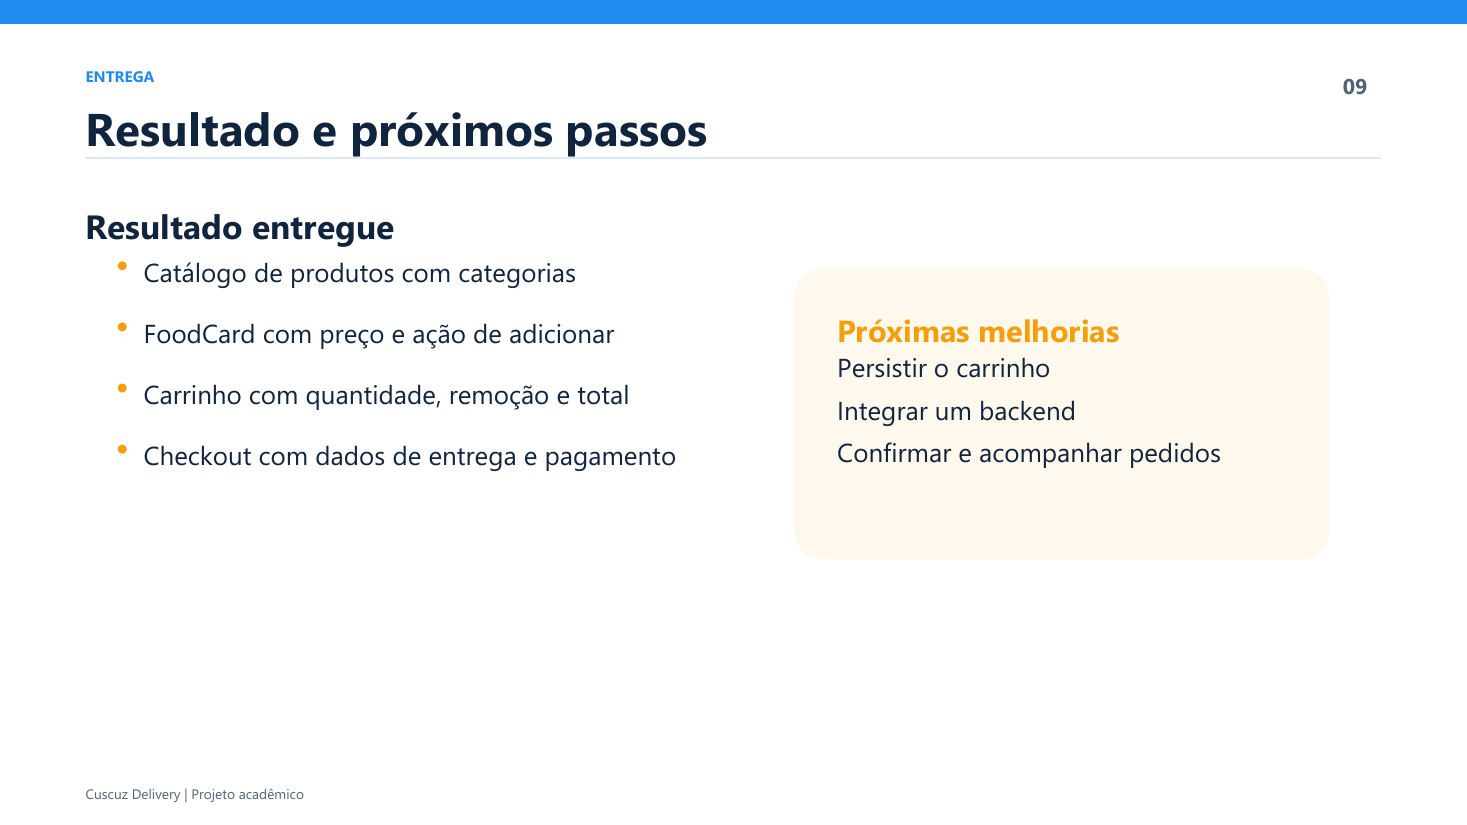 ENTREGA
09
Resultado e próximos passos
Resultado entregue
• Catálogo de produtos com categorias
• FoodCard com preço e ação de adicionar
• Carrinho com quantidade, remoção e total
• Checkout com dados de entrega e pagamento
Próximas melhorias
Persistir o carrinho
Integrar um backend
Confirmar e acompanhar pedidos
Cuscuz Delivery | Projeto acadêmico